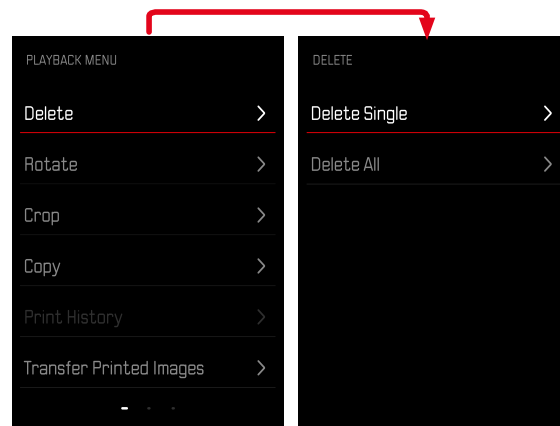 PLAYBACK MENU
Delete
Rotate
Crop
Copy
Print History
Transfer Printed Images
DELETE
Delete Single
Delete All